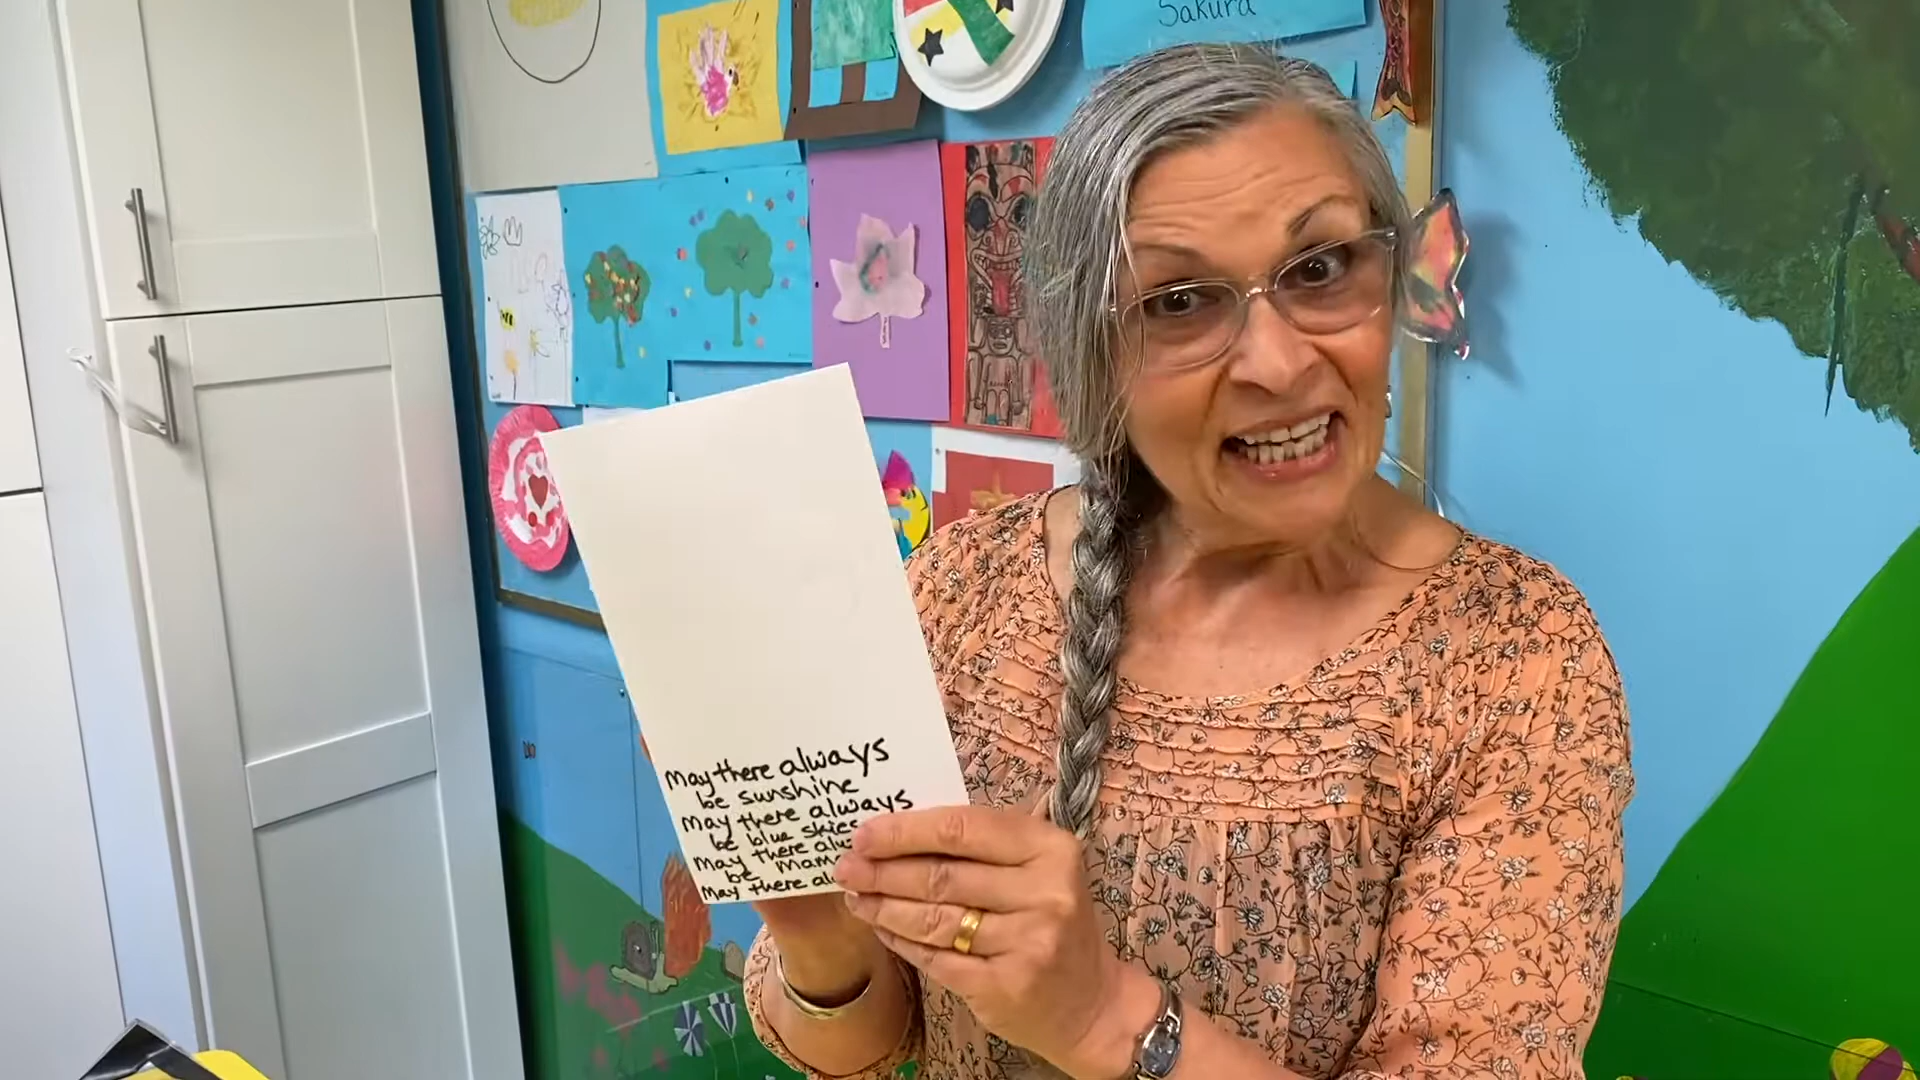 Sakura
May there always
be sunshine
May there always
be blue skies
May there
be
May there